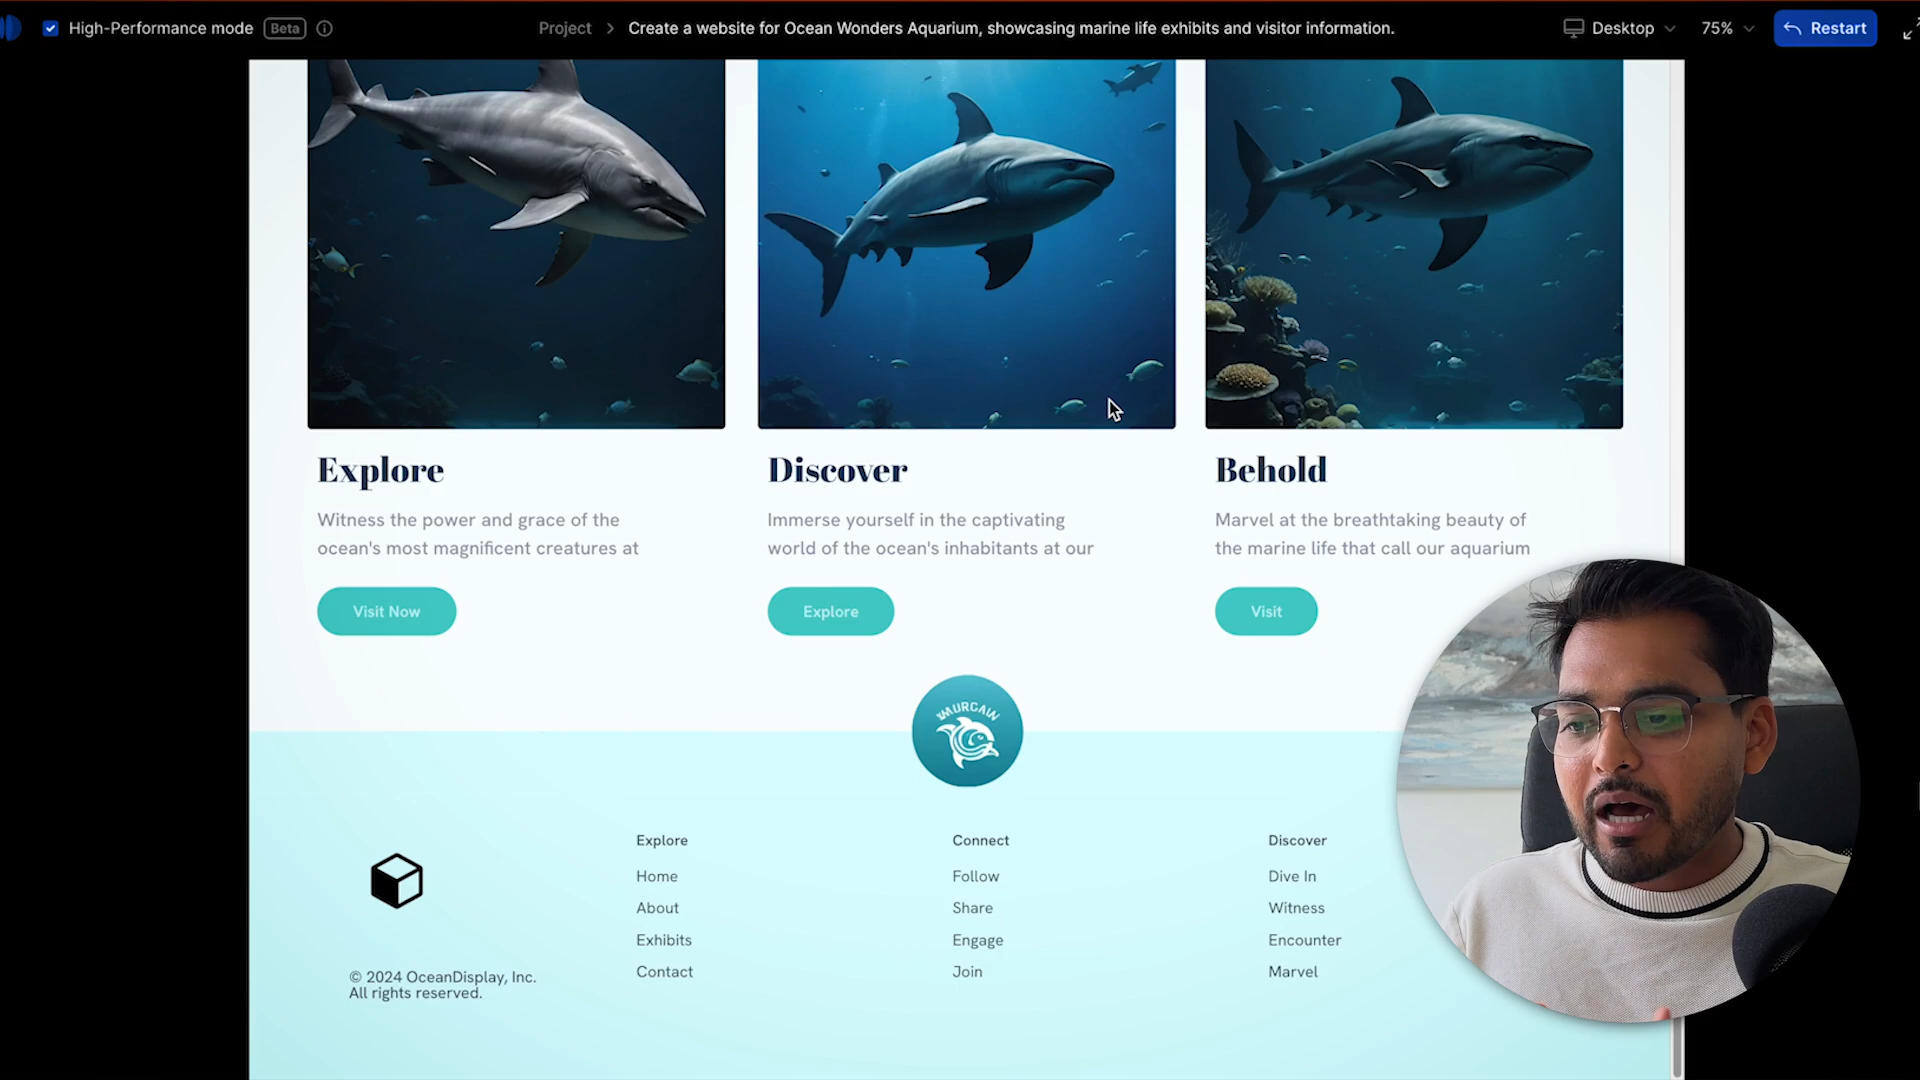 High-Performance mode Beta
Project > Create a website for Ocean Wonders Aquarium, showcasing marine life exhibits and visitor information.
Desktop 75% Restart
Explore
Witness the power and grace of the
ocean's most magnificent creatures at
Visit Now
Discover
Immerse yourself in the captivating
world of the ocean's inhabitants at our
Explore
Behold
Marvel at the breathtaking beauty of
the marine life that call our aquarium
Visit
© 2024 OceanDisplay, Inc.
All rights reserved.
Explore
Home
About
Exhibits
Contact
Connect
Follow
Share
Engage
Join
Discover
Dive In
Witness
Encounter
Marvel